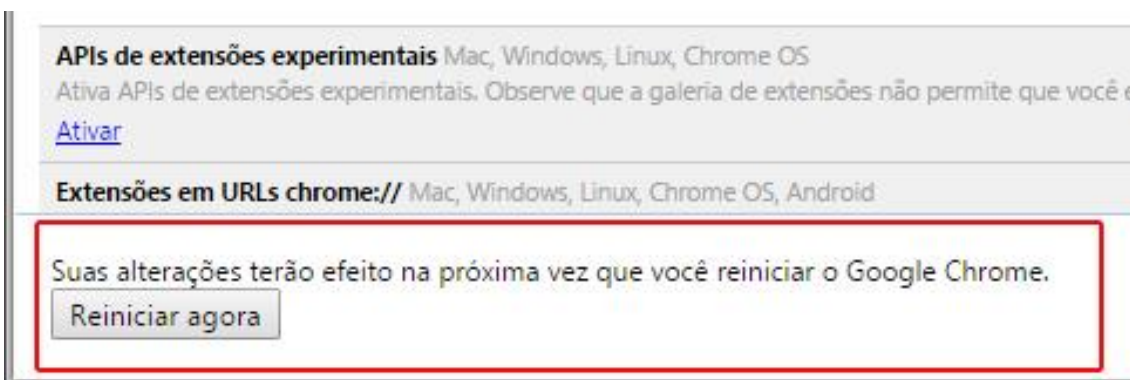 APIs de extensões experimentais Mac, Windows, Linux, Chrome OS
Ativa APIs de extensões experimentais. Observe que a galeria de extensões não permite que você
Ativar
Extensões em URLs chrome:// Mac, Windows, Linux, Chrome OS, Android
Suas alterações terão efeito na próxima vez que você reiniciar o Google Chrome.
Reiniciar agora